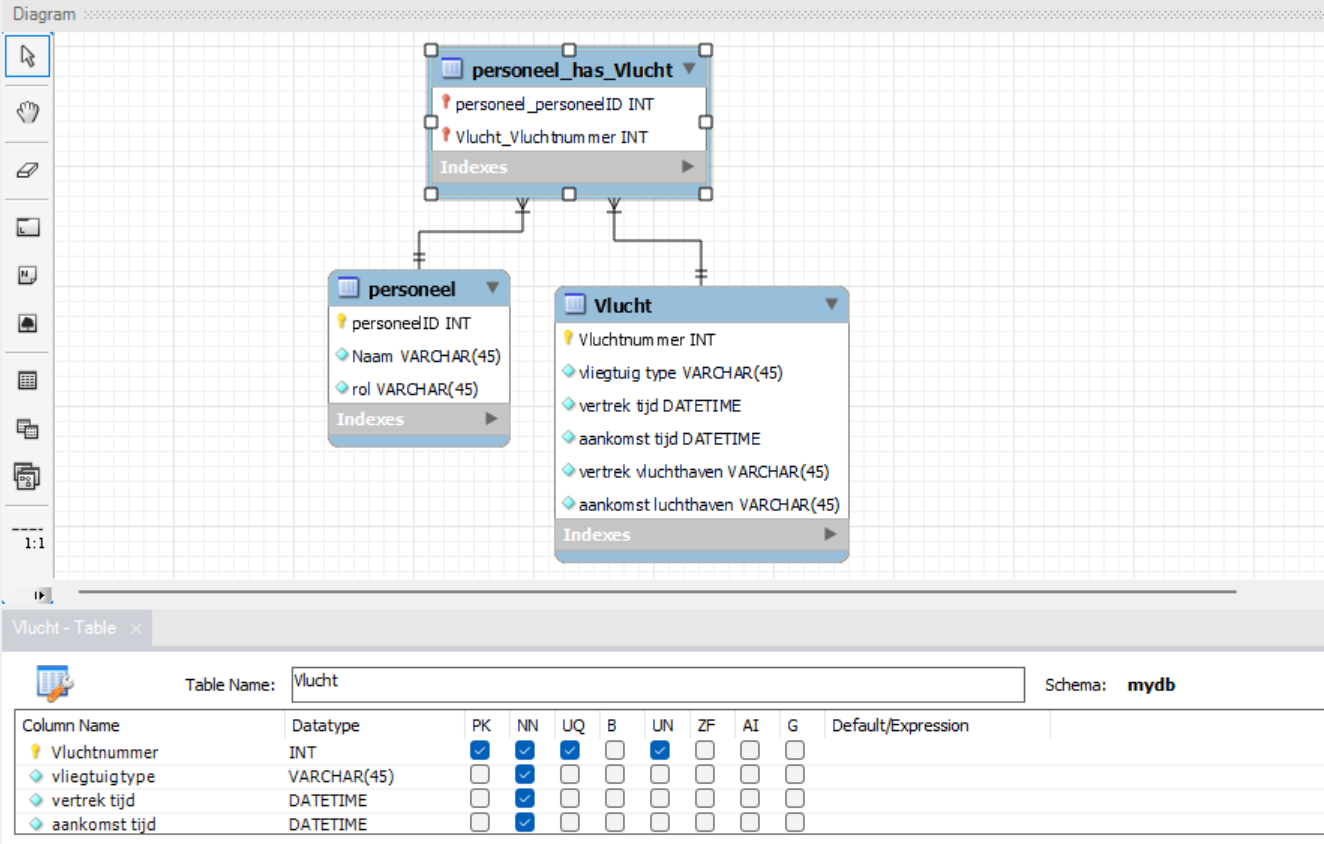 Diagram
personeel_has_Vlucht
personeel_personeelID INT
Vlucht_Vluchtnummer INT
Indexes
personeel
personeelID INT
Naam VARCHAR(45)
rol VARCHAR(45)
Indexes
Vlucht
Vluchtnummer INT
vliegtuig type VARCHAR(45)
vertrek tijd DATETIME
aankomst tijd DATETIME
vertrek vluchthaven VARCHAR(45)
aankomst luchthaven VARCHAR(45)
Indexes
1:1
Vlucht - Table ×
Table Name: Vlucht Schema: mydb
Column Name Datatype PK NN UQ B UN ZF AI G Default/Expression
Vluchtnummer INT
vliegtuig type VARCHAR(45)
vertrek tijd DATETIME
aankomst tijd DATETIME